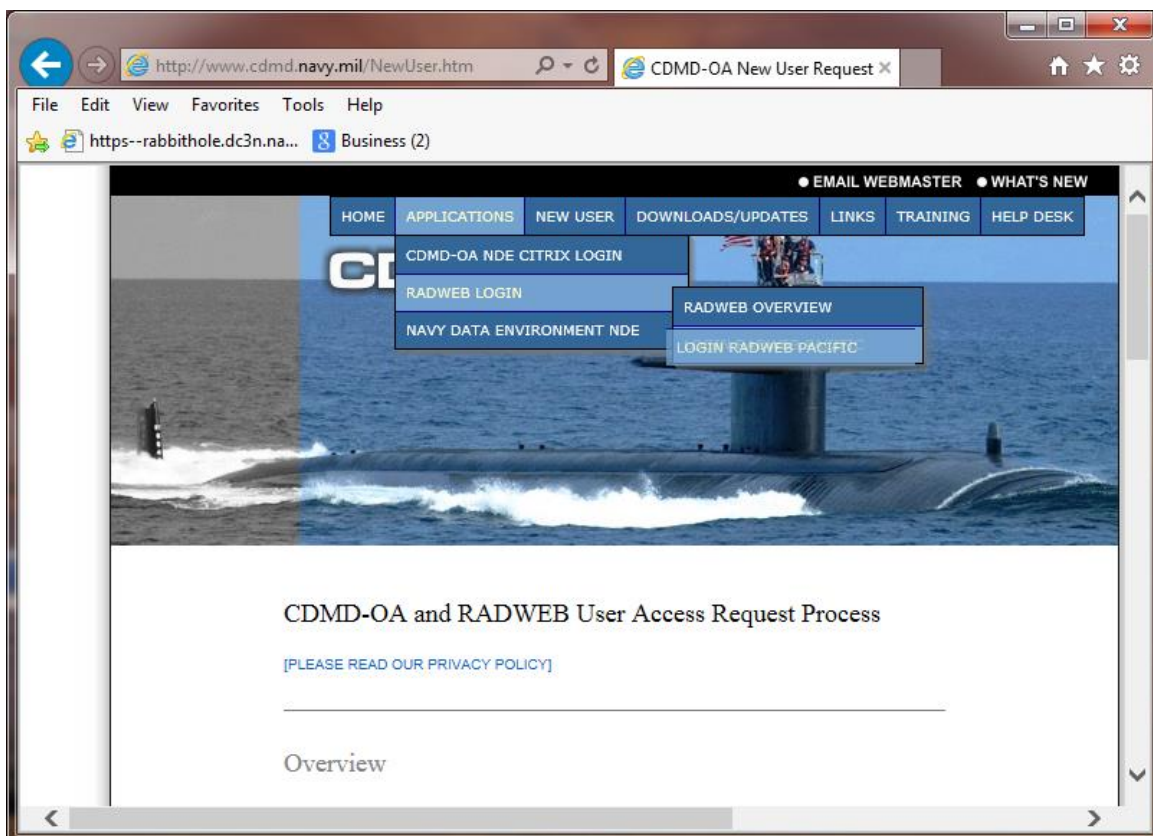 http://www.cdmd.navy.mil/NewUser.htm
CDMD-OA New User Request
File Edit View Favorites Tools Help
https--rabbithole.dc3n.na... Business (2)
EMAIL WEBMASTER WHAT'S NEW
HOME APPLICATIONS NEW USER DOWNLOADS/UPDATES LINKS TRAINING HELP DESK
CD
CDMD-OA NDE CITRIX LOGIN
RADWEB LOGIN
RADWEB OVERVIEW
NAVY DATA ENVIRONMENT NDE
LOGIN RADWEB PACIFIC
CDMD-OA and RADWEB User Access Request Process
[PLEASE READ OUR PRIVACY POLICY]
Overview